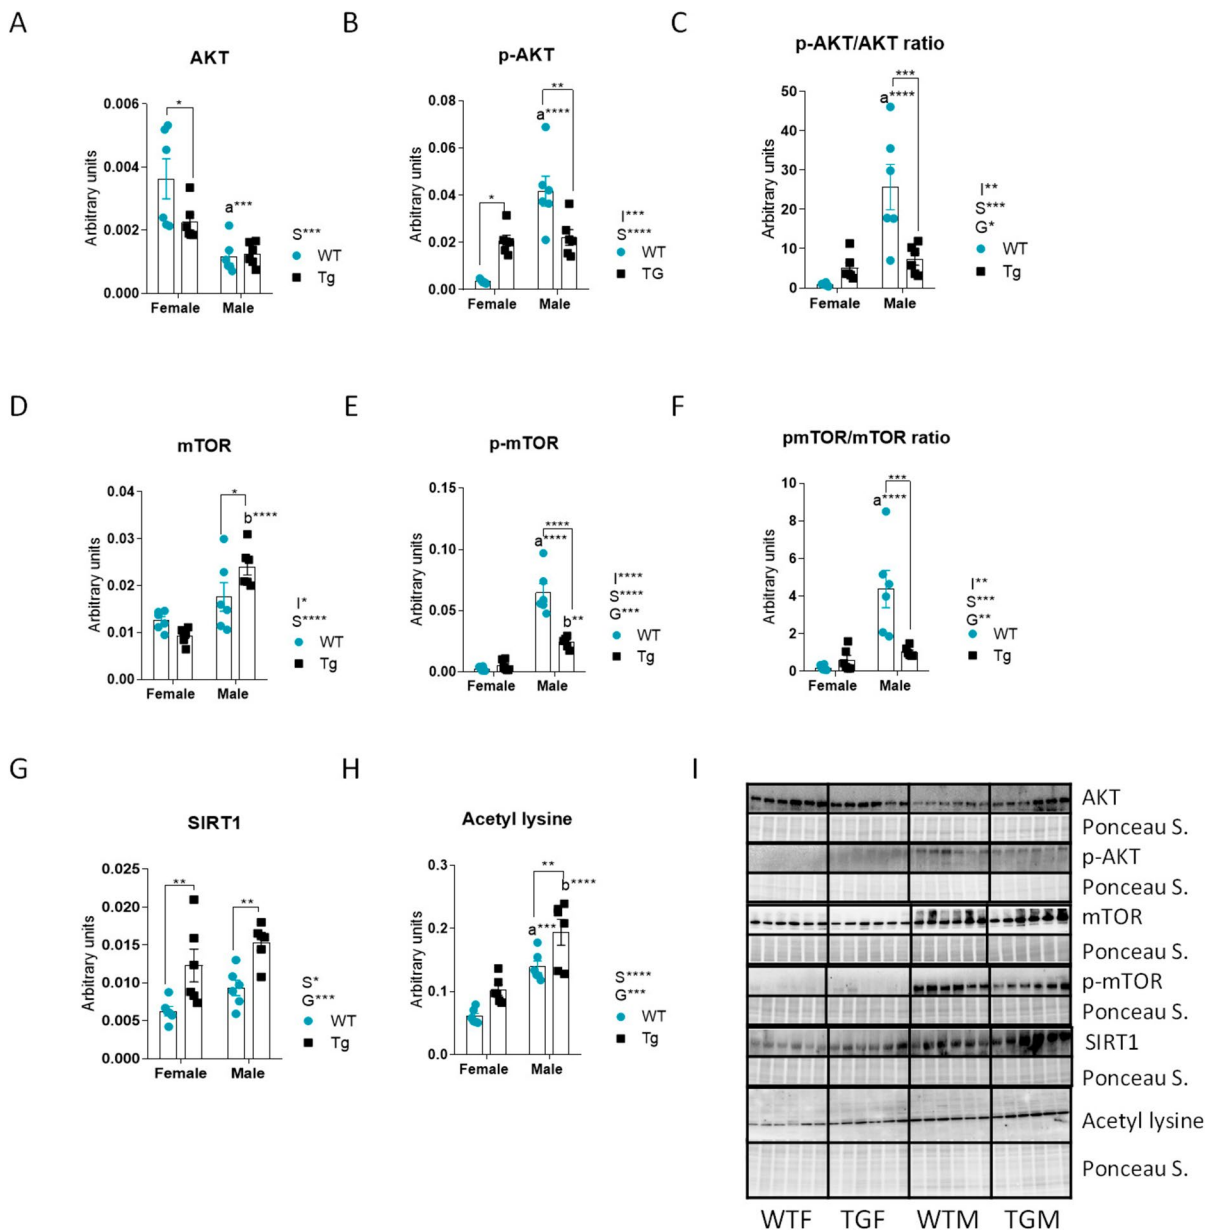 A
AKT
Arbitrary units
0.006
0.004
0.002
0.000
*
a***
Female
Male
S***
WT
Tg
B
p-AKT
Arbitrary units
0.08
0.06
0.04
0.02
0.00
*
**
a****
Female
Male
I***
S****
WT
TG
C
p-AKT/AKT ratio
Arbitrary units
50
40
30
20
10
0
***
a****
Female
Male
I**
S***
G*
WT
Tg
D
mTOR
Arbitrary units
0.04
0.03
0.02
0.01
0.00
*
b****
Female
Male
I*
S****
WT
Tg
E
p-mTOR
Arbitrary units
0.15
0.10
0.05
0.00
****
a****
b**
Female
Male
I****
S****
G***
WT
Tg
F
pmTOR/mTOR ratio
Arbitrary units
10
8
6
4
2
0
***
a****
Female
Male
I**
S***
G**
WT
Tg
G
SIRT1
Arbitrary units
0.025
0.020
0.015
0.010
0.005
0.000
**
**
Female
Male
S*
G***
WT
Tg
H
Acetyl lysine
Arbitrary units
0.3
0.2
0.1
0.0
**
b****
a***
Female
Male
S****
G***
WT
Tg
I
AKT
Ponceau S.
p-AKT
Ponceau S.
mTOR
Ponceau S.
p-mTOR
Ponceau S.
SIRT1
Ponceau S.
Acetyl lysine
Ponceau S.
WTF TGF WTM TGM